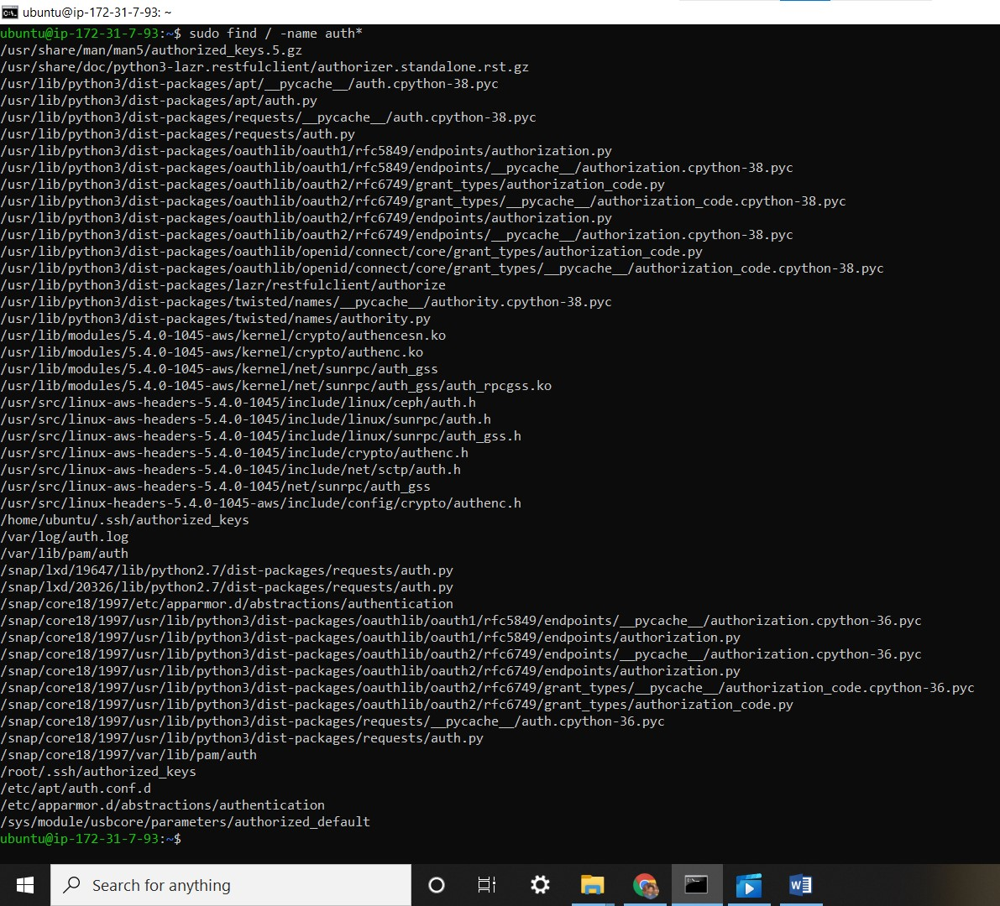 ubuntu@ip-172-31-7-93: ~
ubuntu@ip-172-31-7-93:~$ sudo find / -name auth*
/usr/share/man/man5/authorized_keys.5.gz
/usr/share/doc/python3-lazr.restfulclient/authorizer.standalone.rst.gz
/usr/lib/python3/dist-packages/apt/__pycache__/auth.cpython-38.pyc
/usr/lib/python3/dist-packages/apt/auth.py
/usr/lib/python3/dist-packages/requests/__pycache__/auth.cpython-38.pyc
/usr/lib/python3/dist-packages/requests/auth.py
/usr/lib/python3/dist-packages/oauthlib/oauth1/rfc5849/endpoints/authorization.py
/usr/lib/python3/dist-packages/oauthlib/oauth1/rfc5849/endpoints/__pycache__/authorization.cpython-38.pyc
/usr/lib/python3/dist-packages/oauthlib/oauth2/rfc6749/grant_types/authorization_code.py
/usr/lib/python3/dist-packages/oauthlib/oauth2/rfc6749/grant_types/__pycache__/authorization_code.cpython-38.pyc
/usr/lib/python3/dist-packages/oauthlib/oauth2/rfc6749/endpoints/authorization.py
/usr/lib/python3/dist-packages/oauthlib/oauth2/rfc6749/endpoints/__pycache__/authorization.cpython-38.pyc
/usr/lib/python3/dist-packages/oauthlib/openid/connect/core/grant_types/authorization_code.py
/usr/lib/python3/dist-packages/oauthlib/openid/connect/core/grant_types/__pycache__/authorization_code.cpython-38.pyc
/usr/lib/python3/dist-packages/lazr/restfulclient/authorize
/usr/lib/python3/dist-packages/twisted/names/__pycache__/authority.cpython-38.pyc
/usr/lib/python3/dist-packages/twisted/names/authority.py
/usr/lib/modules/5.4.0-1045-aws/kernel/crypto/authencesn.ko
/usr/lib/modules/5.4.0-1045-aws/kernel/crypto/authenc.ko
/usr/lib/modules/5.4.0-1045-aws/kernel/net/sunrpc/auth_gss
/usr/lib/modules/5.4.0-1045-aws/kernel/net/sunrpc/auth_gss/auth_rpcgss.ko
/usr/src/linux-aws-headers-5.4.0-1045/include/linux/ceph/auth.h
/usr/src/linux-aws-headers-5.4.0-1045/include/linux/sunrpc/auth.h
/usr/src/linux-aws-headers-5.4.0-1045/include/linux/sunrpc/auth_gss.h
/usr/src/linux-aws-headers-5.4.0-1045/include/crypto/authenc.h
/usr/src/linux-aws-headers-5.4.0-1045/include/net/sctp/auth.h
/usr/src/linux-aws-headers-5.4.0-1045/net/sunrpc/auth_gss
/usr/src/linux-headers-5.4.0-1045-aws/include/config/crypto/authenc.h
/home/ubuntu/.ssh/authorized_keys
/var/log/auth.log
/var/lib/pam/auth
/snap/lxd/19647/lib/python2.7/dist-packages/requests/auth.py
/snap/lxd/20326/lib/python2.7/dist-packages/requests/auth.py
/snap/core18/1997/etc/apparmor.d/abstractions/authentication
/snap/core18/1997/usr/lib/python3/dist-packages/oauthlib/oauth1/rfc5849/endpoints/__pycache__/authorization.cpython-36.pyc
/snap/core18/1997/usr/lib/python3/dist-packages/oauthlib/oauth1/rfc5849/endpoints/authorization.py
/snap/core18/1997/usr/lib/python3/dist-packages/oauthlib/oauth2/rfc6749/endpoints/__pycache__/authorization.cpython-36.pyc
/snap/core18/1997/usr/lib/python3/dist-packages/oauthlib/oauth2/rfc6749/endpoints/authorization.py
/snap/core18/1997/usr/lib/python3/dist-packages/oauthlib/oauth2/rfc6749/grant_types/__pycache__/authorization_code.cpython-36.pyc
/snap/core18/1997/usr/lib/python3/dist-packages/oauthlib/oauth2/rfc6749/grant_types/authorization_code.py
/snap/core18/1997/usr/lib/python3/dist-packages/requests/__pycache__/auth.cpython-36.pyc
/snap/core18/1997/usr/lib/python3/dist-packages/requests/auth.py
/snap/core18/1997/var/lib/pam/auth
/root/.ssh/authorized_keys
/etc/apt/auth.conf.d
/etc/apparmor.d/abstractions/authentication
/sys/module/usbcore/parameters/authorized_default
ubuntu@ip-172-31-7-93:~$
Search for anything